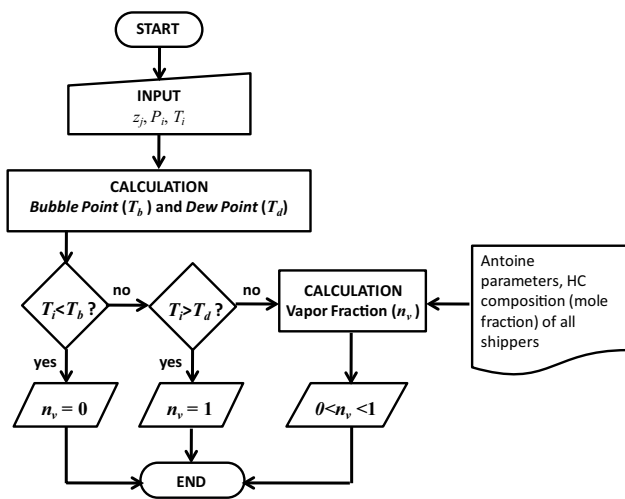 START
INPUT
z_j, P_i, T_i
CALCULATION
Bubble Point (T_b) and Dew Point (T_d)
T_i<T_b ?
no
T_i>T_d ?
no
CALCULATION
Vapor Fraction (n_v)
Antoine
parameters, HC
composition (mole
fraction) of all
shippers
yes
yes
n_v = 0
n_v = 1
0<n_v <1
END